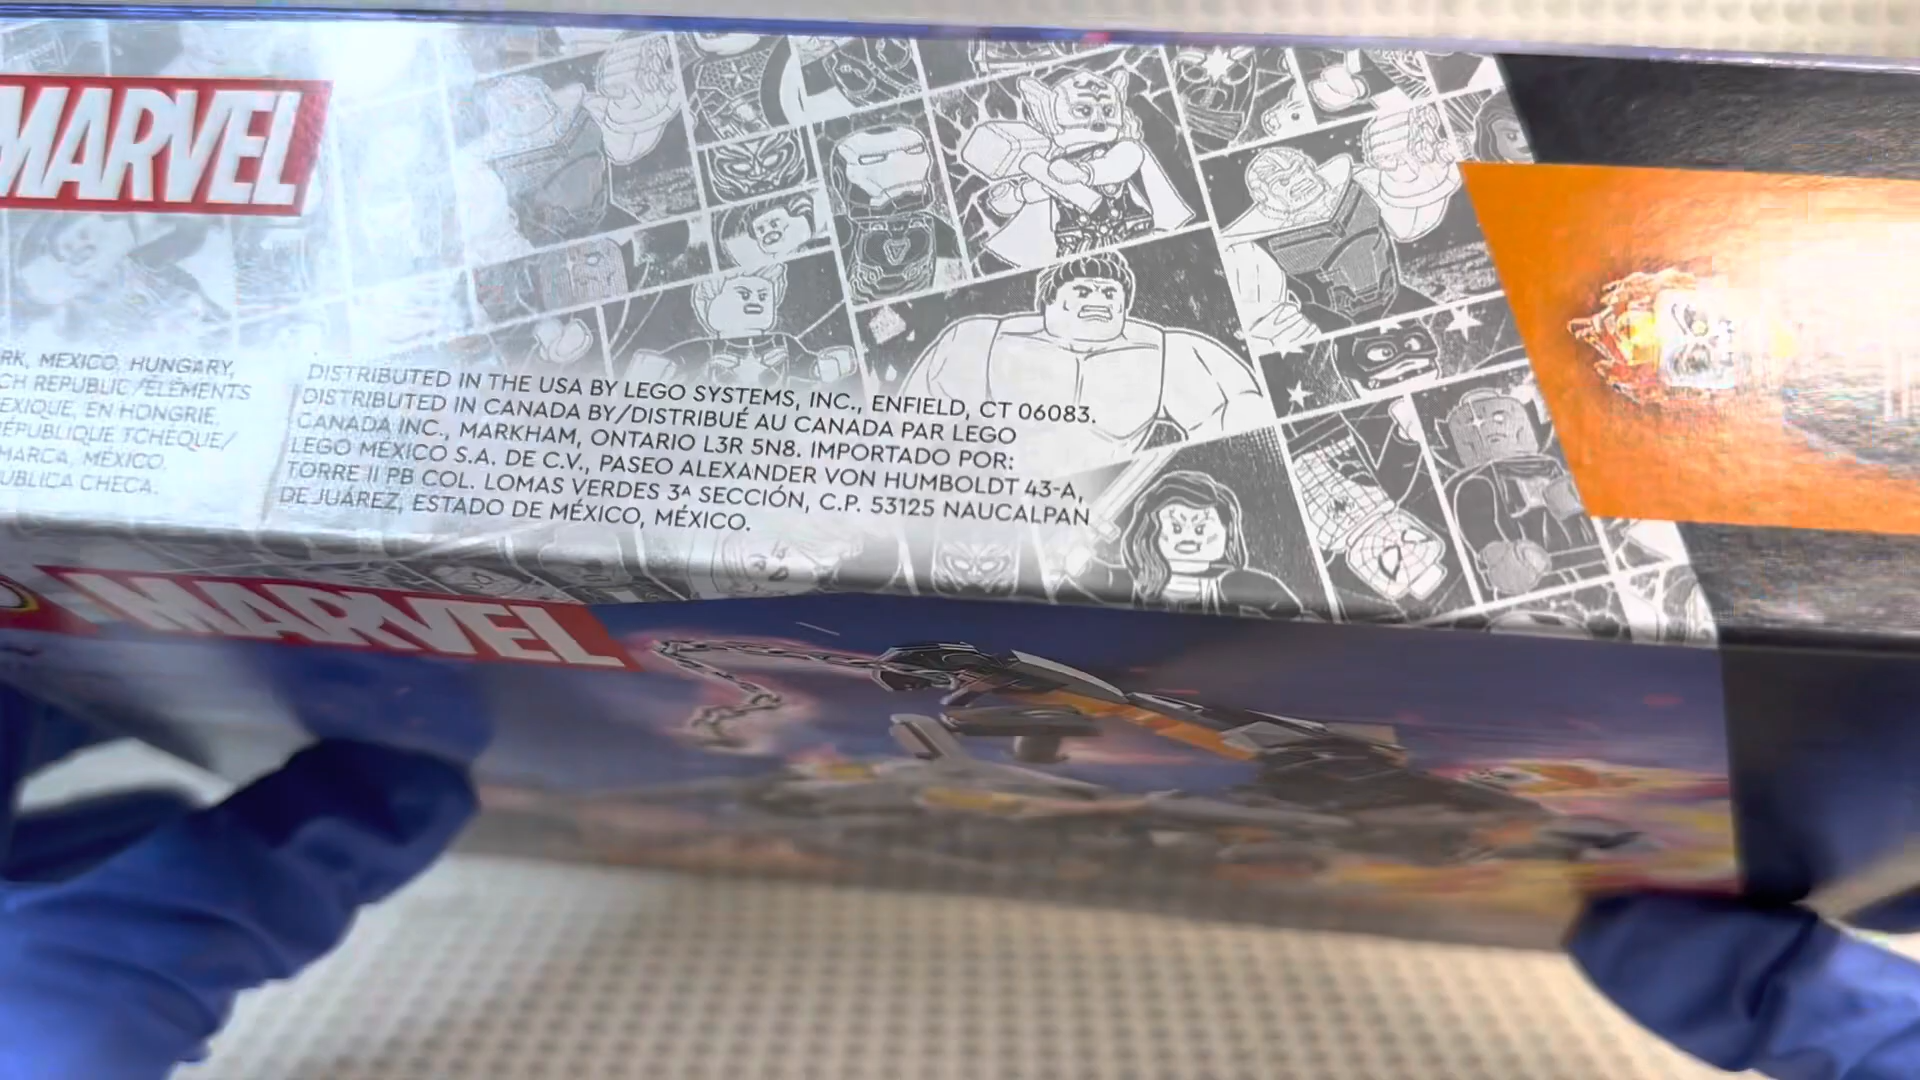 MARVEL
RK, MEXICO, HUNGARY,
CH REPUBLIC/ÉLÉMENTS
EXIQUE, EN HONGRIE,
RÉPUBLIQUE TCHÈQUE/
MARCA, MÉXICO,
ÚBLICA CHECA.
DISTRIBUTED IN THE USA BY LEGO SYSTEMS, INC., ENFIELD, CT 06083.
DISTRIBUTED IN CANADA BY/DISTRIBUÉ AU CANADA PAR LEGO
CANADA INC., MARKHAM, ONTARIO L3R 5N8. IMPORTADO POR:
LEGO MÉXICO S.A. DE C.V., PASEO ALEXANDER VON HUMBOLDT 43-A,
TORRE II PB COL. LOMAS VERDES 3ᴬ SECCIÓN, C.P. 53125 NAUCALPAN
DE JUÁREZ, ESTADO DE MÉXICO, MÉXICO.
MARVEL